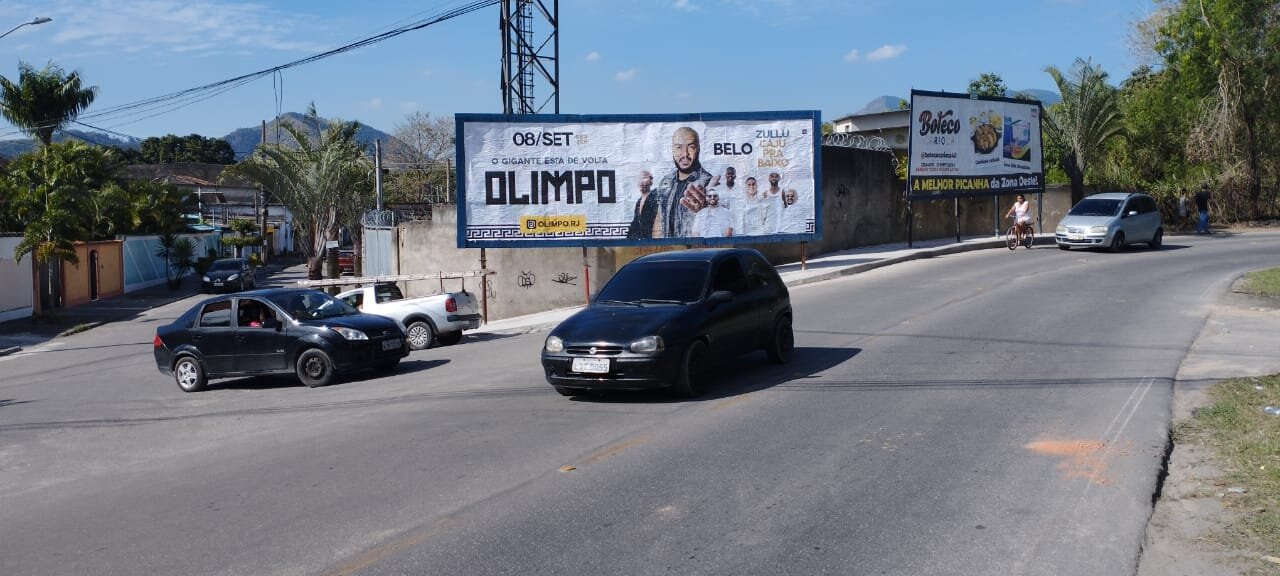 08/SET
O GIGANTE ESTÁ DE VOLTA
OLIMPO
OLIMPO.RJ
BELO
ZULLU
CAJU
PRA
BAIXO
Boteco
RIO
A MELHOR PICANHA da Zona Oeste!